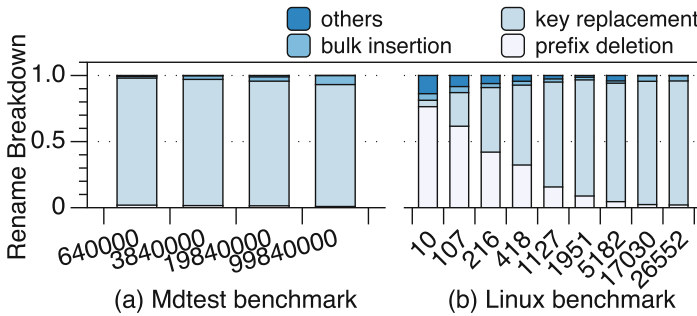 others
key replacement
bulk insertion
prefix deletion
Rename Breakdown
1.0
0.5
0
640000
3840000
19840000
99840000
10
107
216
418
1127
1951
5182
17030
26552
(a) Mdtest benchmark
(b) Linux benchmark